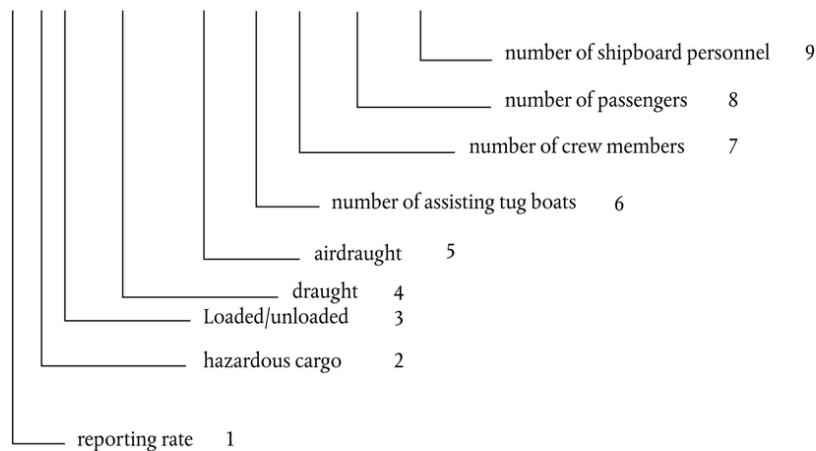 number of shipboard personnel 9
number of passengers 8
number of crew members 7
number of assisting tug boats 6
airdraught 5
draught 4
Loaded/unloaded 3
hazardous cargo 2
reporting rate 1